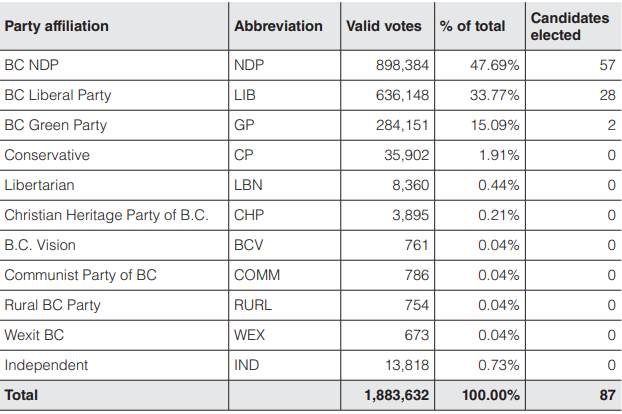 Party affiliation Abbreviation Valid votes % of total Candidates elected
BC NDP NDP 898,384 47.69% 57
BC Liberal Party LIB 636,148 33.77% 28
BC Green Party GP 284,151 15.09% 2
Conservative CP 35,902 1.91% 0
Libertarian LBN 8,360 0.44% 0
Christian Heritage Party of B.C. CHP 3,895 0.21% 0
B.C. Vision BCV 761 0.04% 0
Communist Party of BC COMM 786 0.04% 0
Rural BC Party RURL 754 0.04% 0
Wexit BC WEX 673 0.04% 0
Independent IND 13,818 0.73% 0
Total 1,883,632 100.00% 87